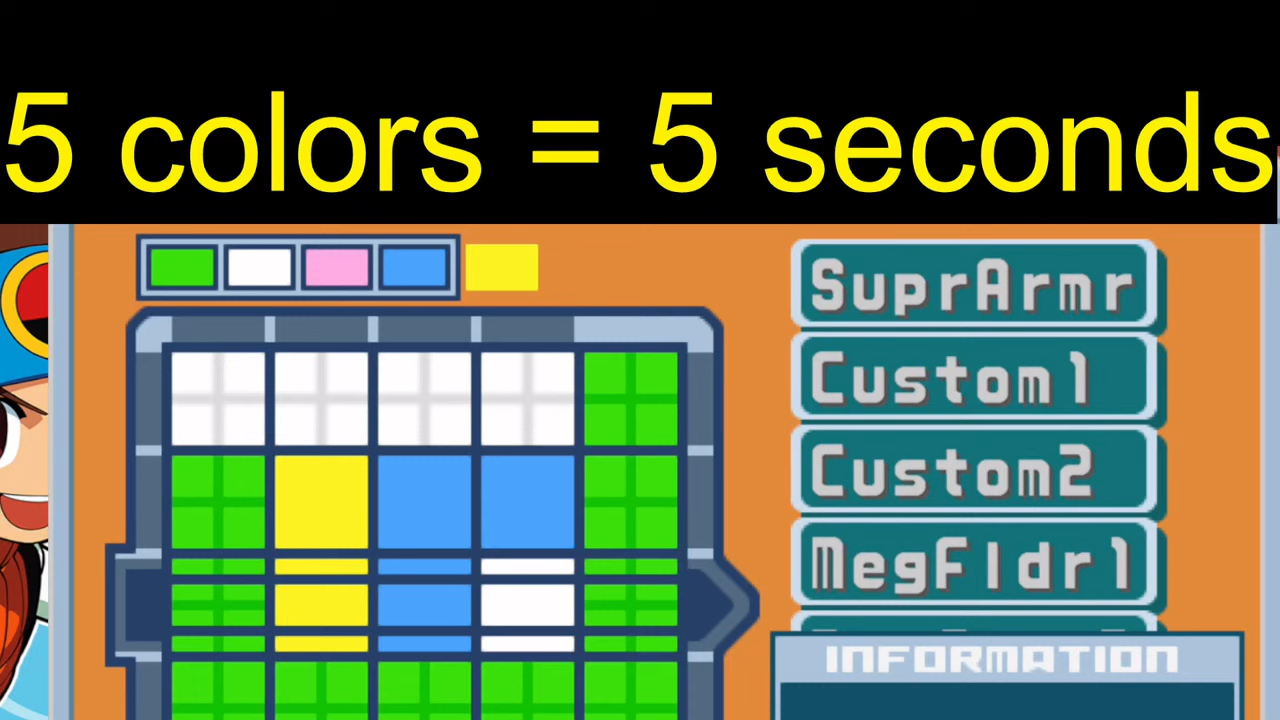 5 colors = 5 seconds
SuprArmr
Custom1
Custom2
MegFldr1
INFORMATION